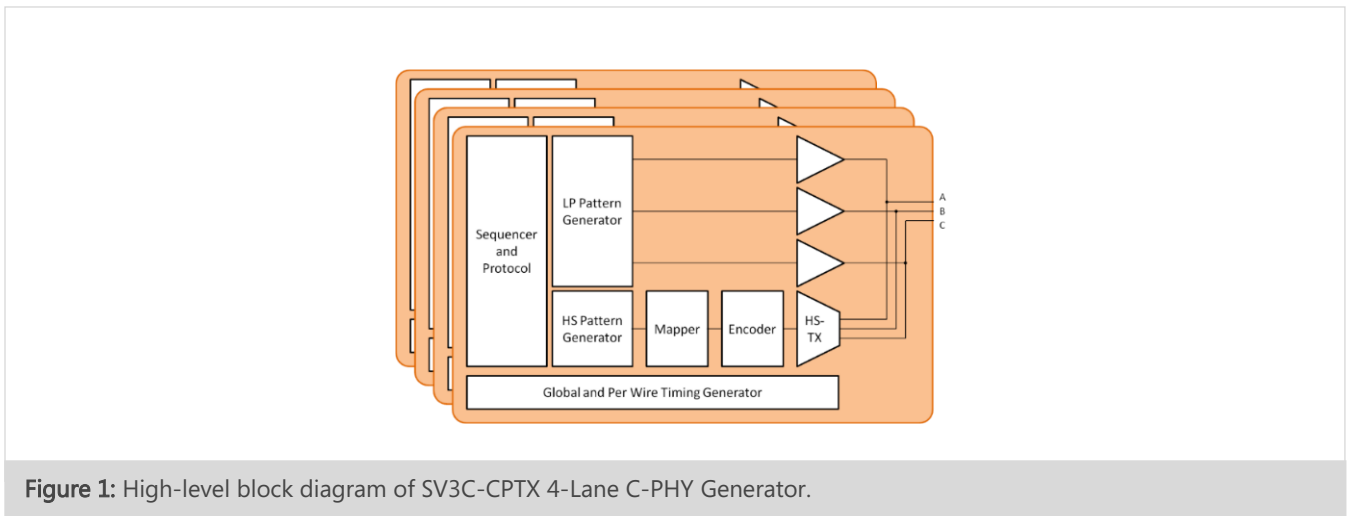 LP Pattern
Generator
Sequencer
and
Protocol
HS Pattern
Generator
Mapper
Encoder
HS-
TX
A
B
C
Global and Per Wire Timing Generator
Figure 1: High-level block diagram of SV3C-CPTX 4-Lane C-PHY Generator.